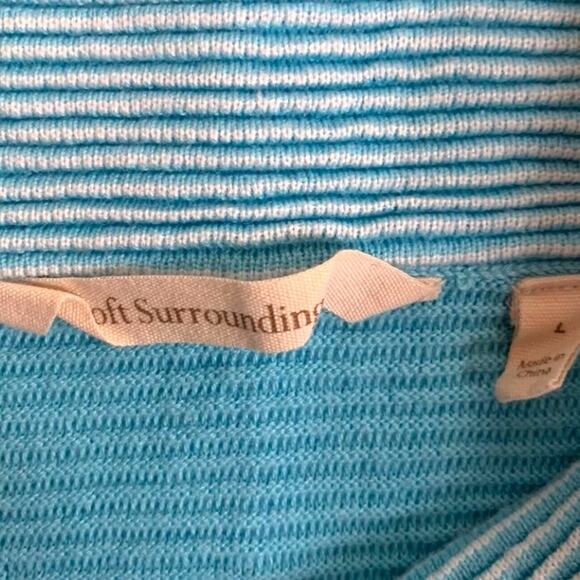 oft Surrounding
L
Made in
China